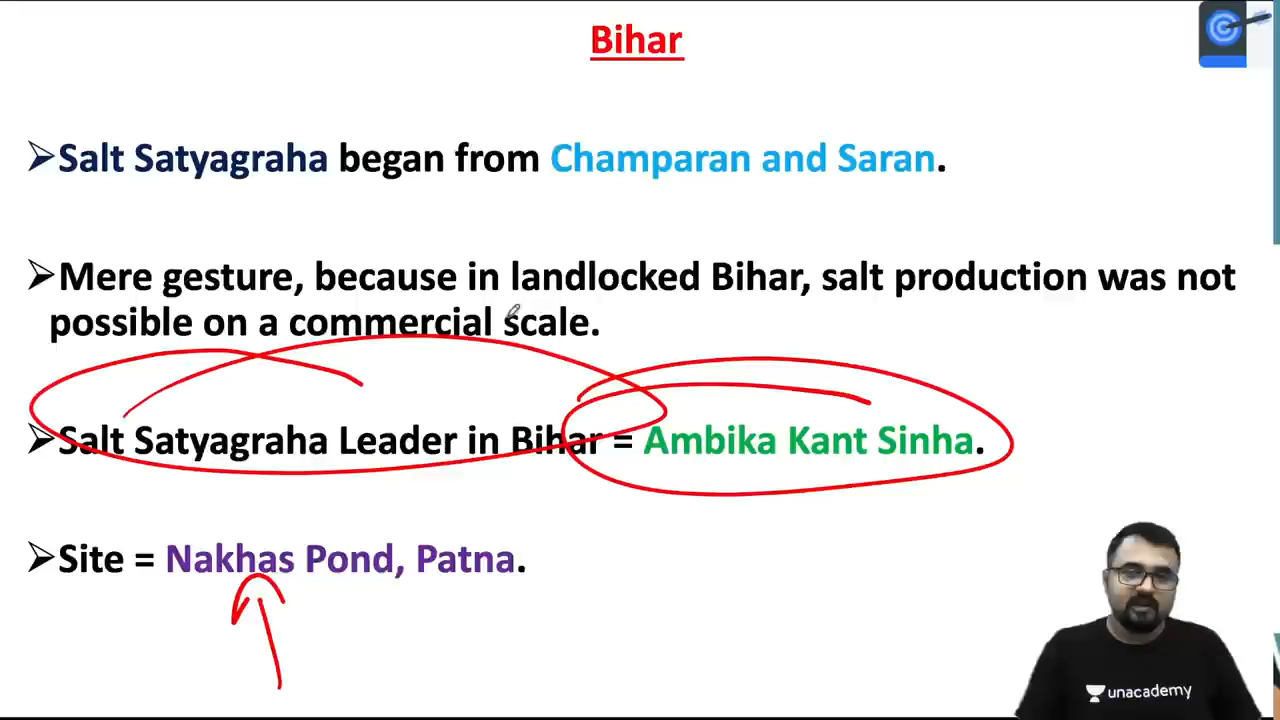 Bihar
➢Salt Satyagraha began from Champaran and Saran.
➢Mere gesture, because in landlocked Bihar, salt production was not
possible on a commercial scale.
➢Salt Satyagraha Leader in Bihar = Ambika Kant Sinha.
➢Site = Nakhas Pond, Patna.
unacademy